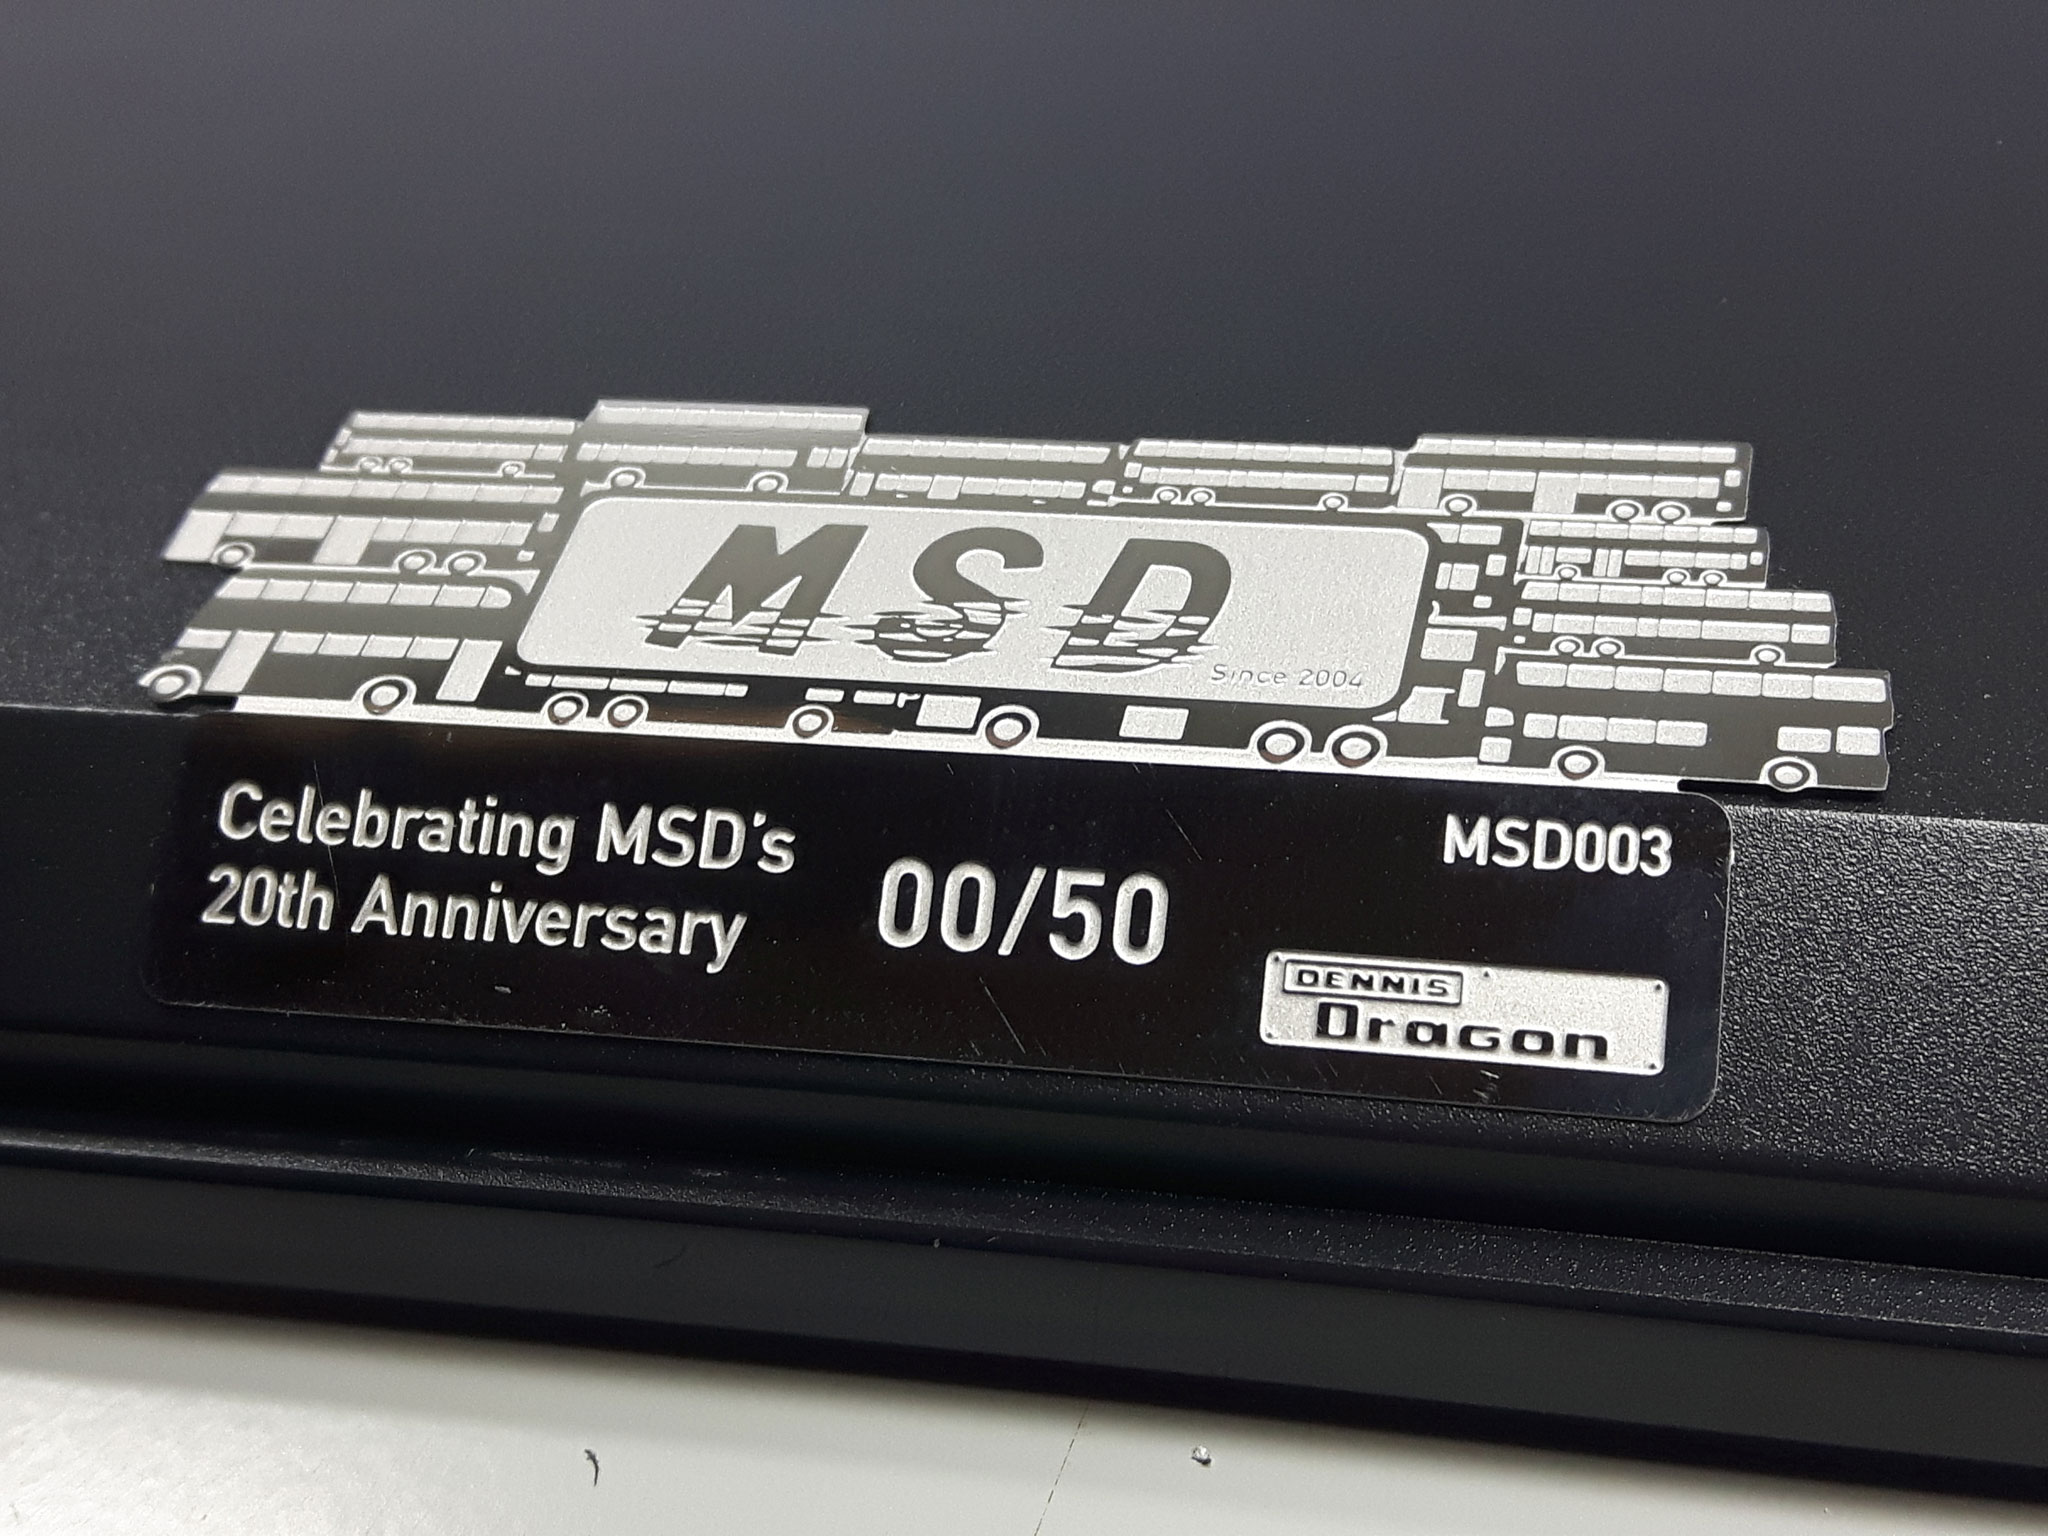 MSD
Since 2004
Celebrating MSD's
20th Anniversary
00/50
MSD003
DENNIS
Dragon